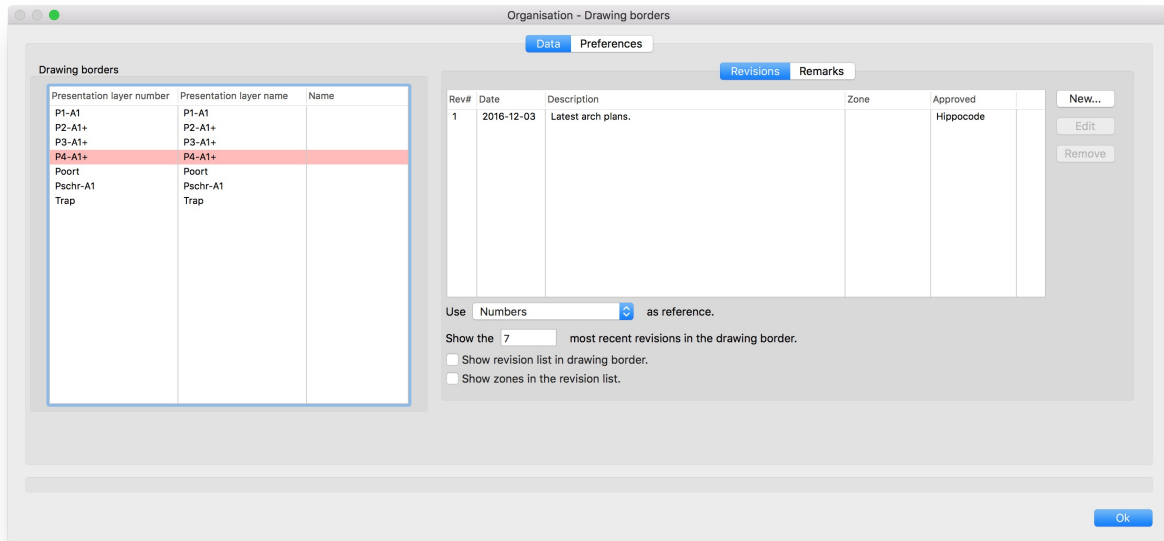 Organisation - Drawing borders
Data Preferences
Drawing borders
Presentation layer number Presentation layer name Name
P1-A1 P1-A1
P2-A1+ P2-A1+
P3-A1+ P3-A1+
P4-A1+ P4-A1+
Poort Poort
Pschr-A1 Pschr-A1
Trap Trap
Revisions Remarks
Rev# Date Description Zone Approved
1 2016-12-03 Latest arch plans. Hippocode
New...
Edit
Remove
Use Numbers as reference.
Show the 7 most recent revisions in the drawing border.
Show revision list in drawing border.
Show zones in the revision list.
Ok